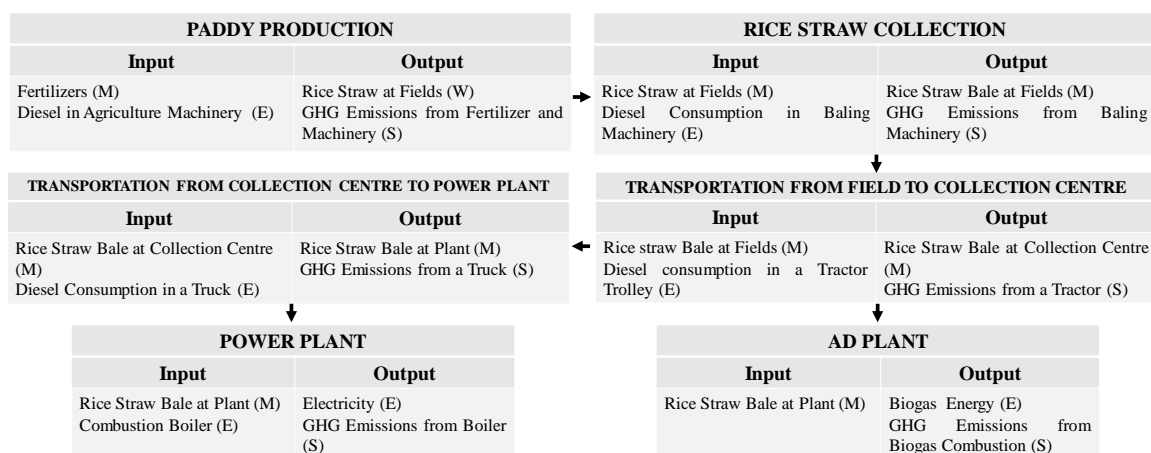 PADDY PRODUCTION
Input
Output
Fertilizers (M)
Diesel in Agriculture Machinery (E)
Rice Straw at Fields (W)
GHG Emissions from Fertilizer and
Machinery (S)
RICE STRAW COLLECTION
Input
Output
Rice Straw at Fields (M)
Diesel Consumption in Baling
Machinery (E)
Rice Straw Bale at Fields (M)
GHG Emissions from Baling
Machinery (S)
TRANSPORTATION FROM COLLECTION CENTRE TO POWER PLANT
Input
Output
Rice Straw Bale at Collection Centre
(M)
Diesel Consumption in a Truck (E)
Rice Straw Bale at Plant (M)
GHG Emissions from a Truck (S)
TRANSPORTATION FROM FIELD TO COLLECTION CENTRE
Input
Output
Rice straw Bale at Fields (M)
Diesel consumption in a Tractor
Trolley (E)
Rice Straw Bale at Collection Centre
(M)
GHG Emissions from a Tractor (S)
POWER PLANT
Input
Output
Rice Straw Bale at Plant (M)
Combustion Boiler (E)
Electricity (E)
GHG Emissions from Boiler
(S)
AD PLANT
Input
Output
Rice Straw Bale at Plant (M)
Biogas Energy (E)
GHG Emissions from
Biogas Combustion (S)